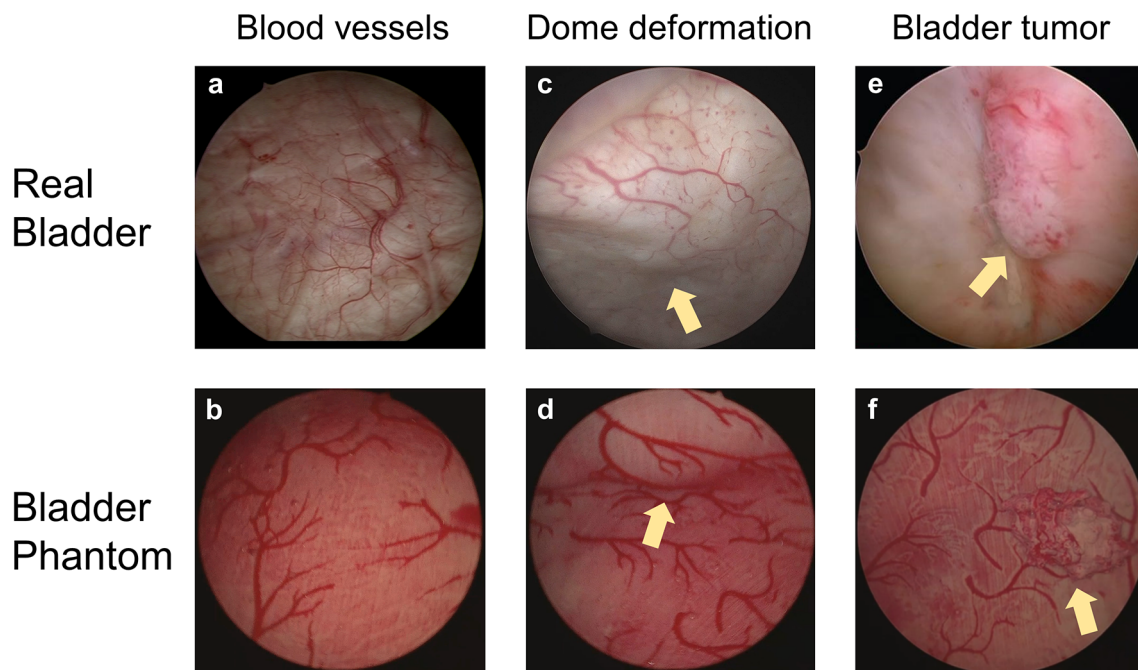 Blood vessels
Dome deformation
Bladder tumor
a
c
e
Real
Bladder
b
d
f
Bladder
Phantom